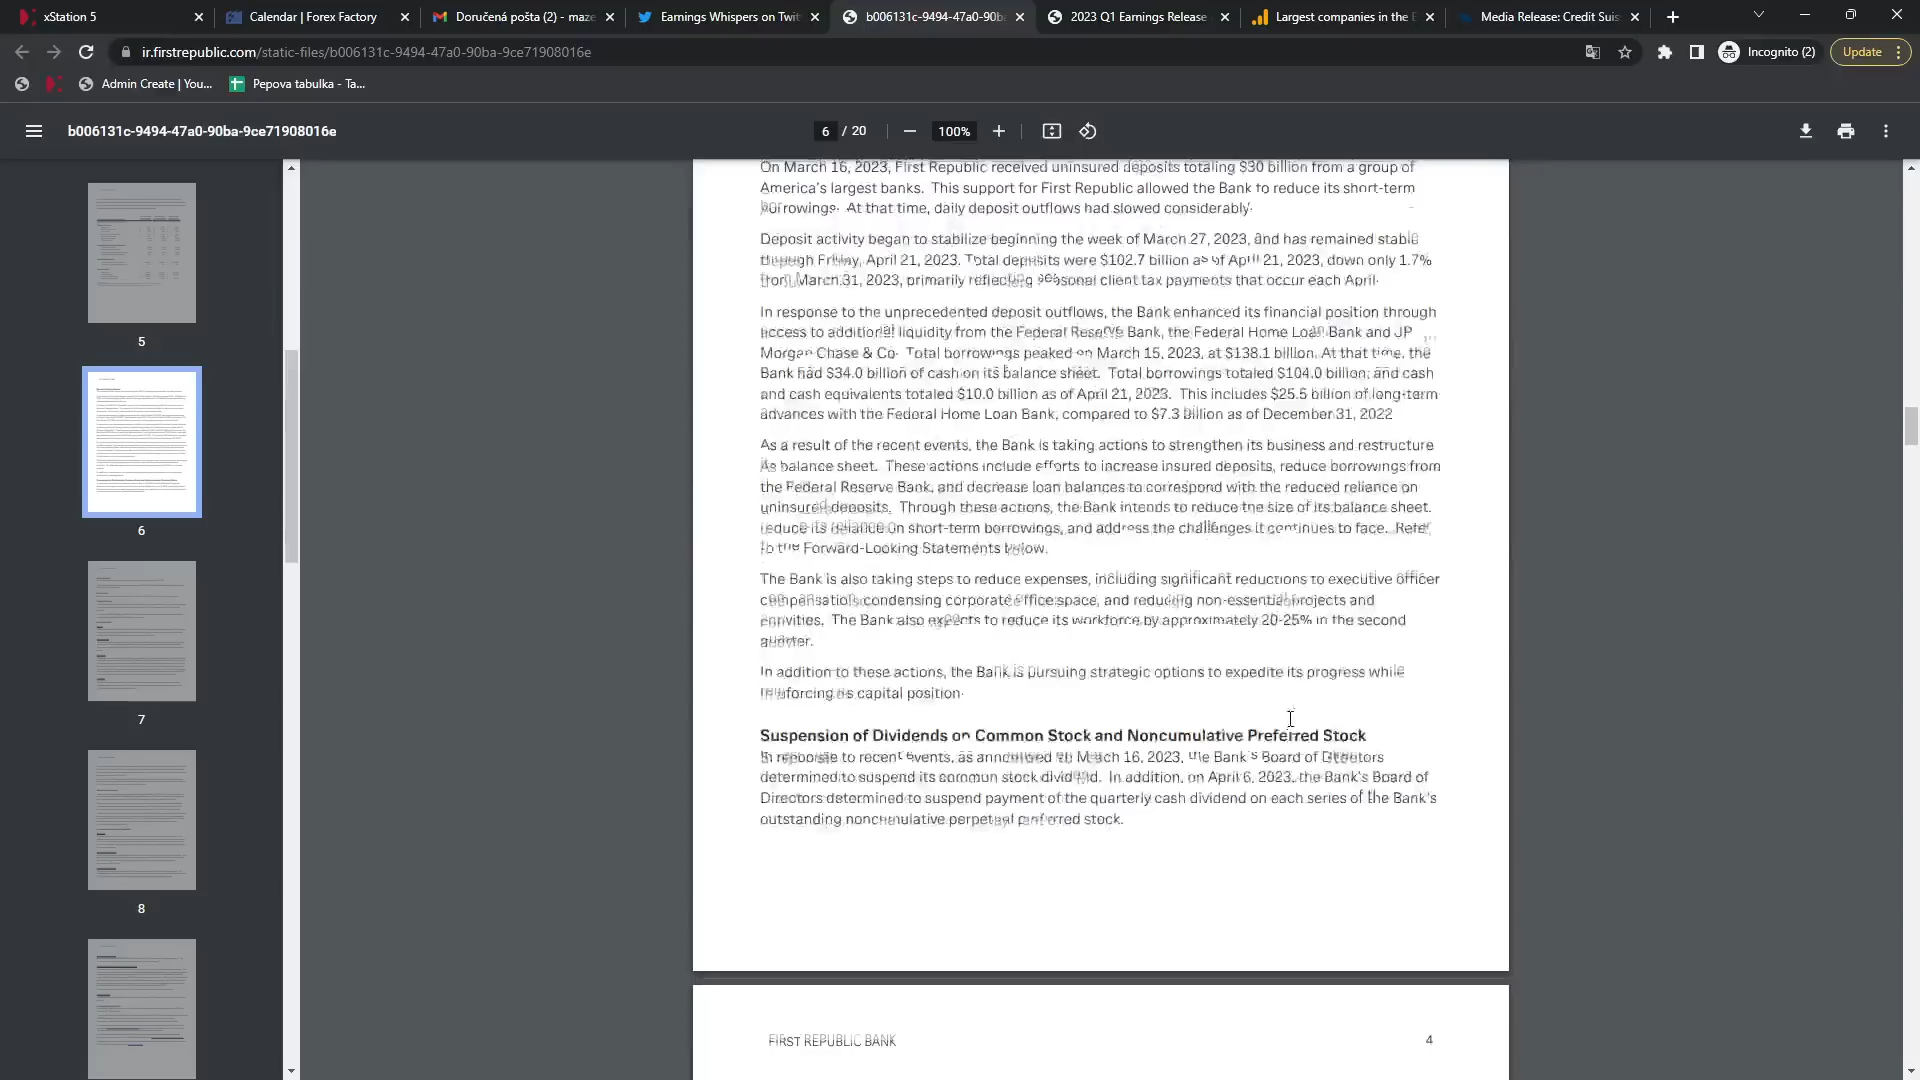 xStation 5
Calendar | Forex Factory
Doručená pošta (2) - maze
Earnings Whispers on Twit
b006131c-9494-47a0-90ba
2023 Q1 Earnings Release
Largest companies in the E
Media Release: Credit Suis
ir.firstrepublic.com/static-files/b006131c-9494-47a0-90ba-9ce71908016e
Incognito (2)
Update
Admin Create | You...
Pepova tabulka - Ta...
b006131c-9494-47a0-90ba-9ce71908016e
6 / 20
100%
5
6
7
8
On March 16, 2023, First Republic received uninsured deposits totaling $30 billion from a group of
America's largest banks. This support for First Republic allowed the Bank to reduce its short-term
borrowings. At that time, daily deposit outflows had slowed considerably.
Deposit activity began to stabilize beginning the week of March 27, 2023, and has remained stable
through Friday, April 21, 2023. Total deposits were $102.7 billion as of April 21, 2023, down only 1.7%
from March 31, 2023, primarily reflecting seasonal client tax payments that occur each April.
In response to the unprecedented deposit outflows, the Bank enhanced its financial position through
access to additional liquidity from the Federal Reserve Bank, the Federal Home Loan Bank and JP
Morgan Chase & Co. Total borrowings peaked on March 15, 2023, at $138.1 billion. At that time, the
Bank had $34.0 billion of cash on its balance sheet. Total borrowings totaled $104.0 billion, and cash
and cash equivalents totaled $10.0 billion as of April 21, 2023. This includes $25.5 billion of long-term
advances with the Federal Home Loan Bank, compared to $7.3 billion as of December 31, 2022
As a result of the recent events, the Bank is taking actions to strengthen its business and restructure
its balance sheet. These actions include efforts to increase insured deposits, reduce borrowings from
the Federal Reserve Bank, and decrease loan balances to correspond with the reduced reliance on
uninsured deposits. Through these actions, the Bank intends to reduce the size of its balance sheet,
reduce its reliance on short-term borrowings, and address the challenges it continues to face. Refer
to the Forward-Looking Statements below.
The Bank is also taking steps to reduce expenses, including significant reductions to executive officer
compensation, condensing corporate office space, and reducing non-essential projects and
activities. The Bank also expects to reduce its workforce by approximately 20-25% in the second
quarter.
In addition to these actions, the Bank is pursuing strategic options to expedite its progress while
reinforcing its capital position.
Suspension of Dividends on Common Stock and Noncumulative Preferred Stock
In response to recent events, as announced on March 16, 2023, the Bank's Board of Directors
determined to suspend its common stock dividend. In addition, on April 6, 2023, the Bank's Board of
Directors determined to suspend payment of the quarterly cash dividend on each series of the Bank's
outstanding noncumulative perpetual preferred stock.
FIRST REPUBLIC BANK
4